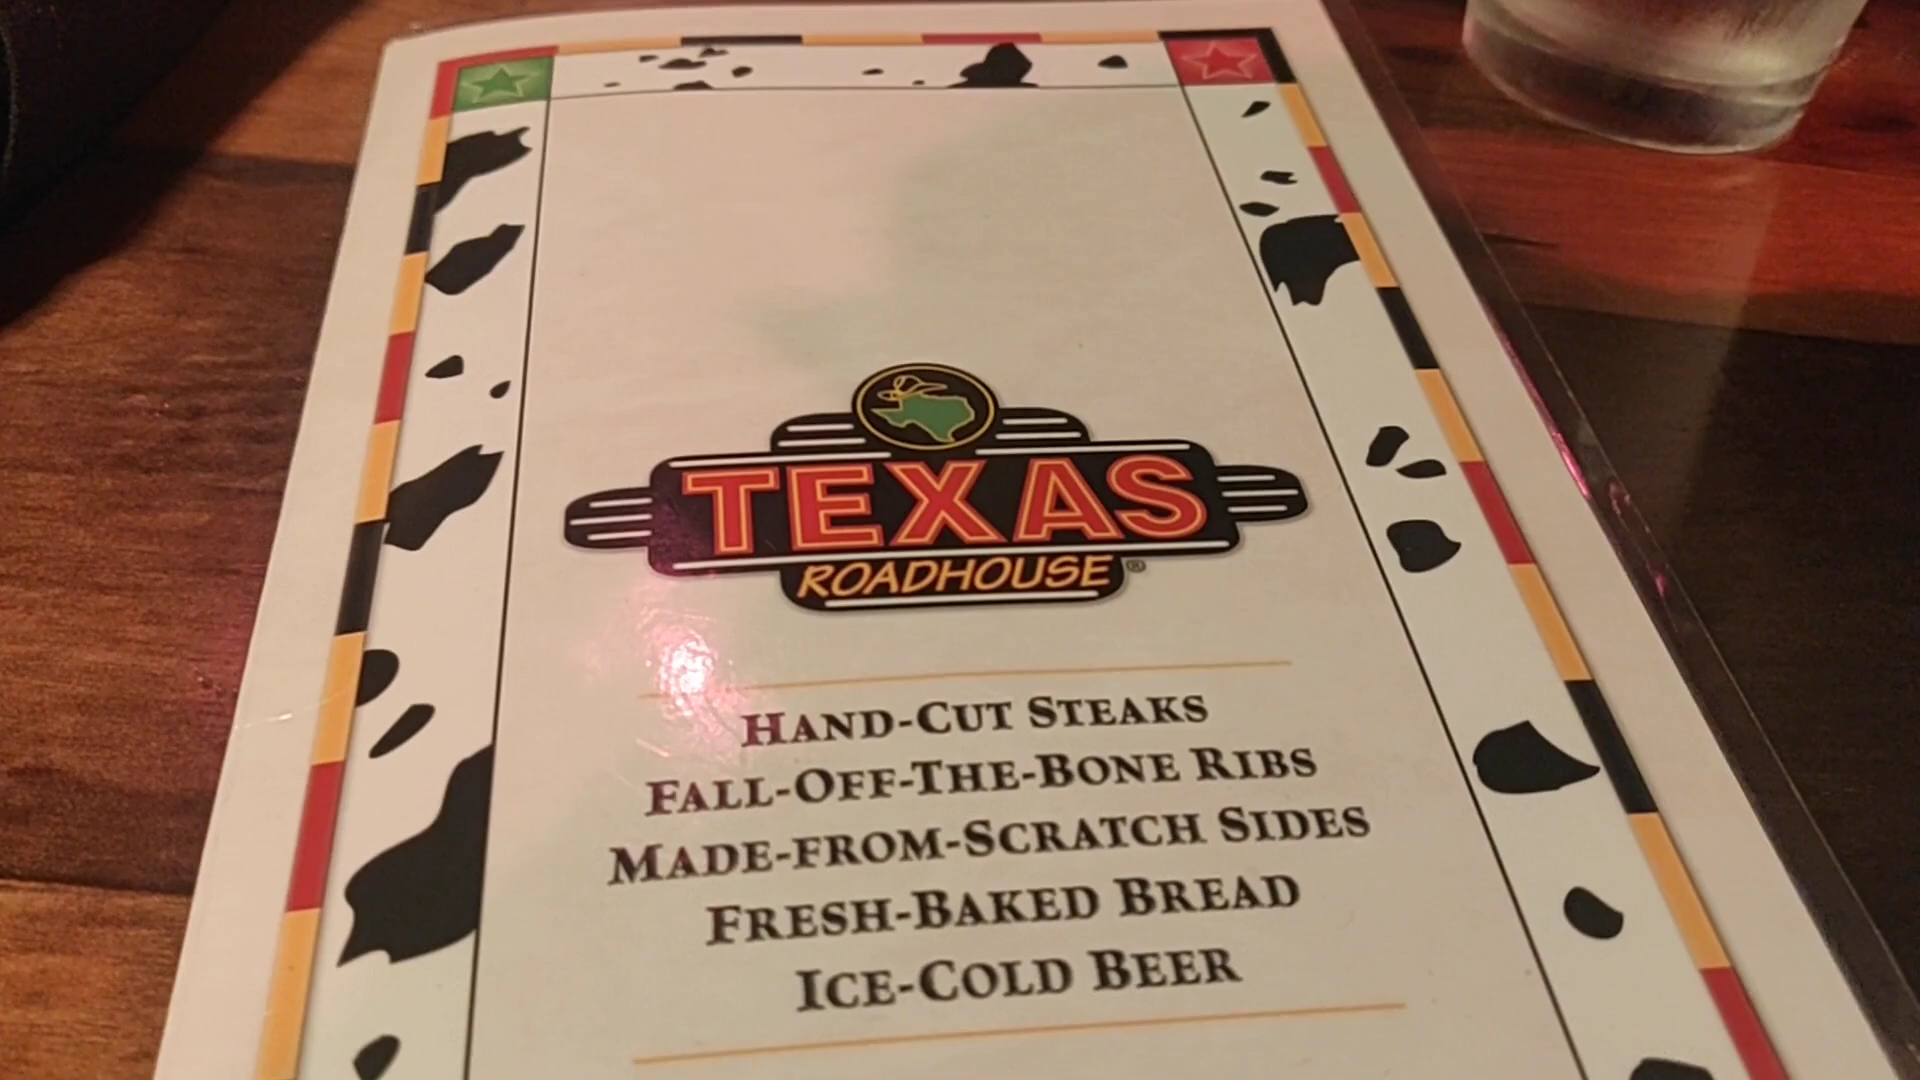 TEXAS
ROADHOUSE®
HAND-CUT STEAKS
FALL-OFF-THE-BONE RIBS
MADE-FROM-SCRATCH SIDES
FRESH-BAKED BREAD
ICE-COLD BEER